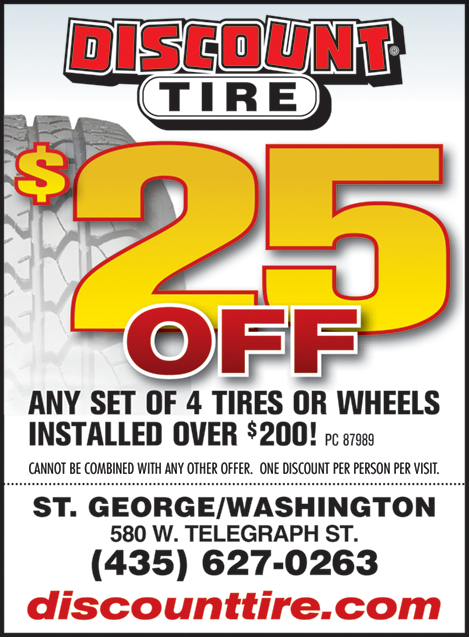 DISCOUNT®
TIRE
$25
OFF
ANY SET OF 4 TIRES OR WHEELS
INSTALLED OVER $200! PC 87989
CANNOT BE COMBINED WITH ANY OTHER OFFER. ONE DISCOUNT PER PERSON PER VISIT.
ST. GEORGE/WASHINGTON
580 W. TELEGRAPH ST.
(435) 627-0263
discounttire.com